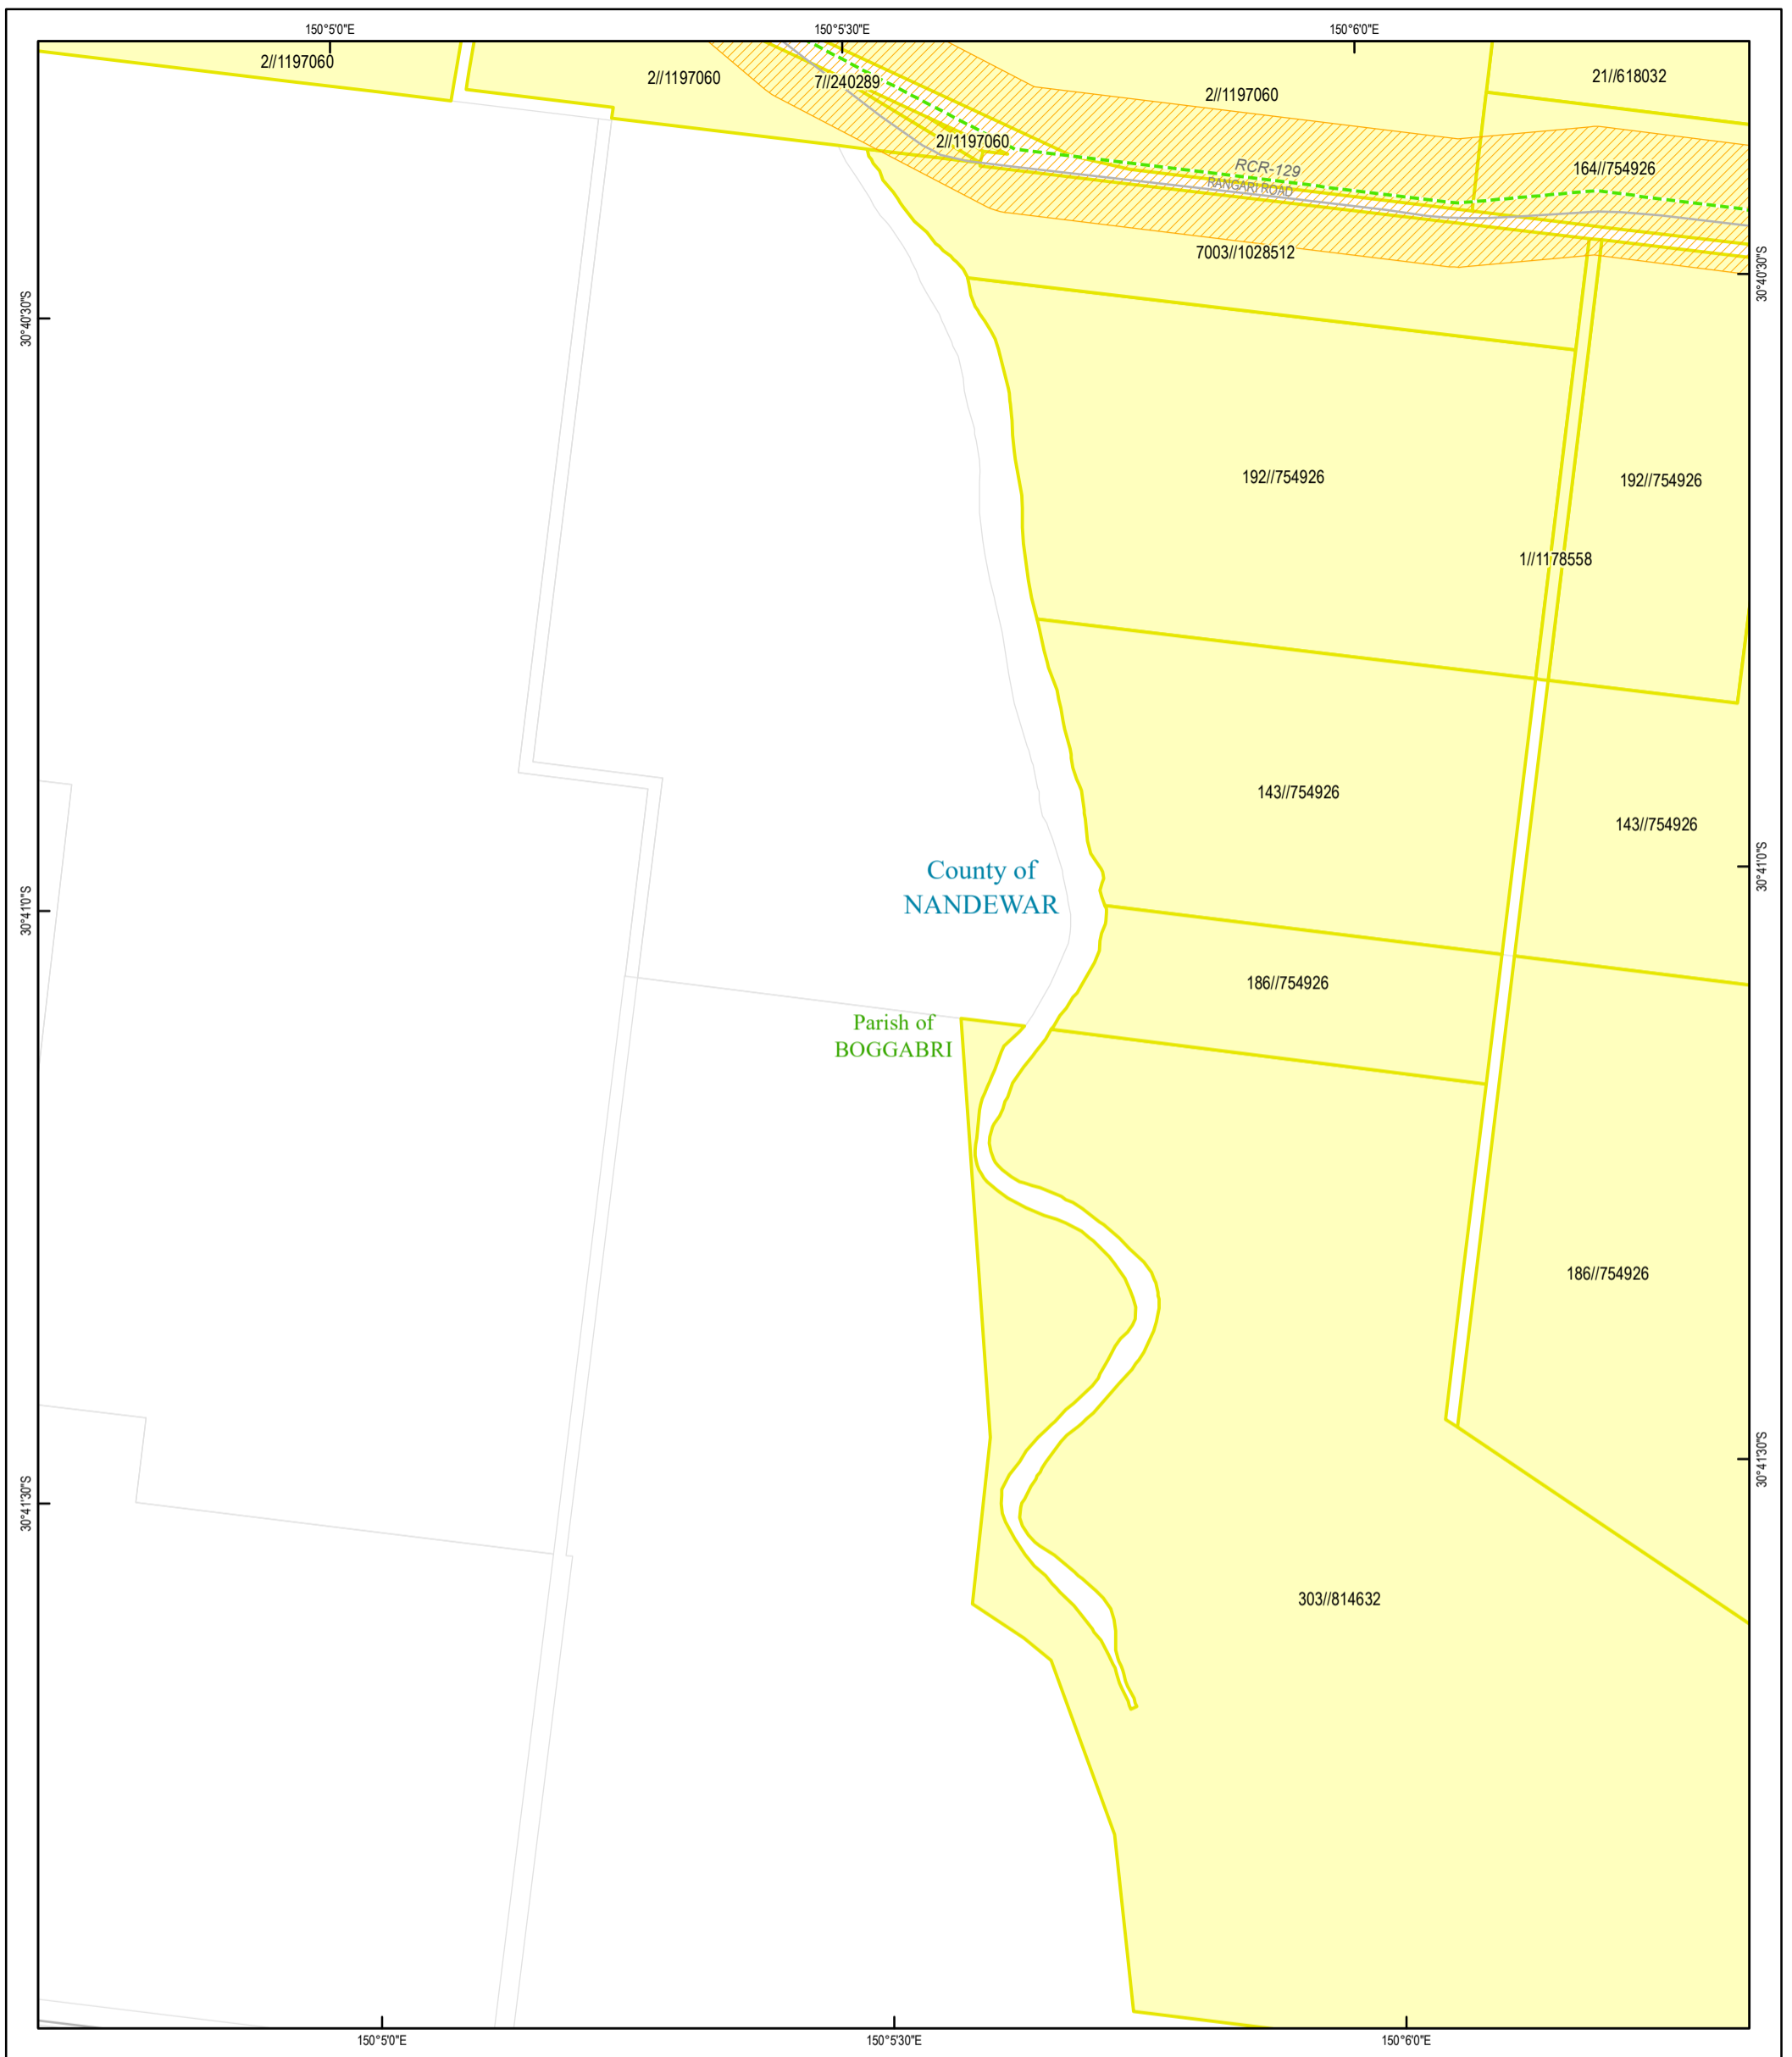 150°5'0"E
150°5'30"E
150°6'0"E
2//1197060
2//1197060
7//240289
2//1197060
21//618032
2//1197060
164//754926
RCR-129
RANGARI ROAD
7003//1028512
30°40'30"S
30°40'30"S
192//754926
192//754926
1//1178558
143//754926
143//754926
County of
NANDEWAR
30°41'0"S
30°41'0"S
186//754926
Parish of
BOGGABRI
186//754926
30°41'30"S
30°41'30"S
303//814632
150°5'0"E
150°5'30"E
150°6'0"E